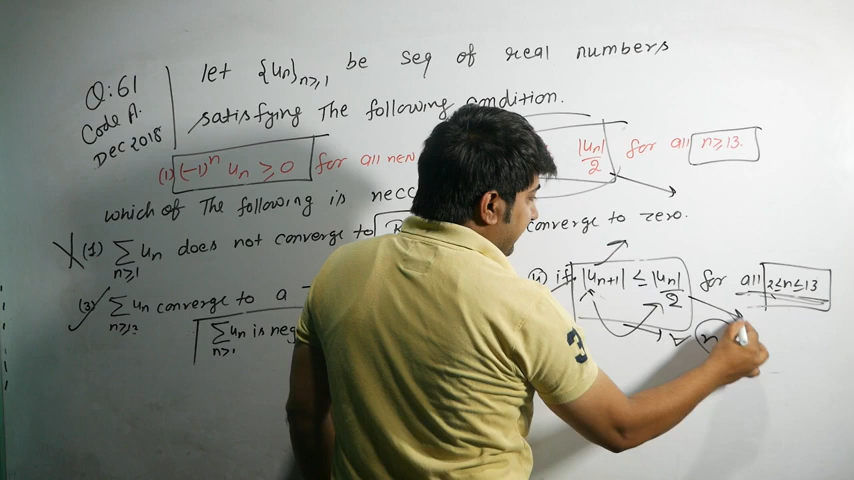 Q:61
Code A.
Dec 2018
let {un}n≥1 be seq of real numbers
satisfying The following condition.
(1) (-1)^n un ≥ 0 for all n∈N |un|/2 for all n≥13.
which of The following is necc
(1) ∑n≥1 un does not converge to converge to zero.
(3) ∑n≥13 un converge to a
(4) if |un+1| ≤ |un|/2 for all 2≤n≤13
∑n≥1 un is neg
n
3